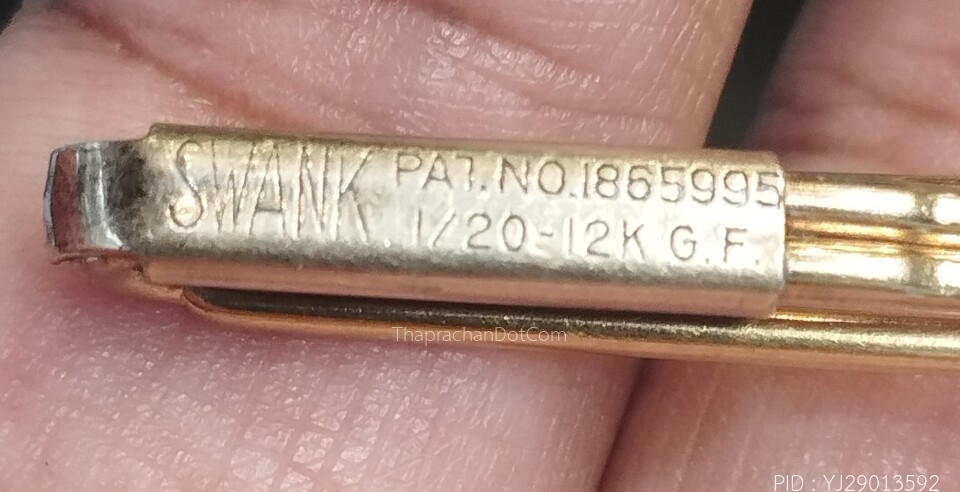 SWANK PAT. NO. 1865995
1/20-12K G.F.
ThaprachanDotCom
PID : YJ29013592